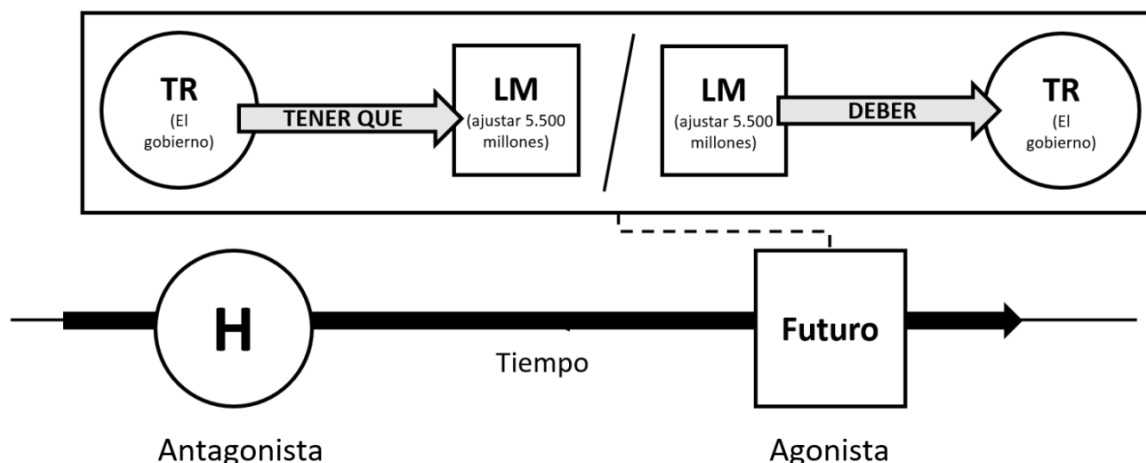 TR
(El
gobierno)
TENER QUE
LM
(ajustar 5.500
millones)
LM
(ajustar 5.500
millones)
DEBER
TR
(El
gobierno)
H
Tiempo
Futuro
Antagonista
Agonista